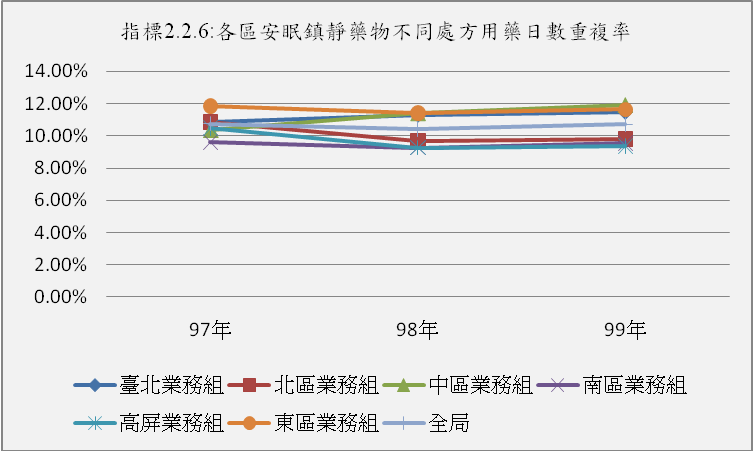 指標2.2.6:各區安眠鎮靜藥物不同處方用藥日數重複率
14.00%
12.00%
10.00%
8.00%
6.00%
4.00%
2.00%
0.00%
97年 98年 99年
臺北業務組 北區業務組 中區業務組 南區業務組
高屏業務組 東區業務組 全局